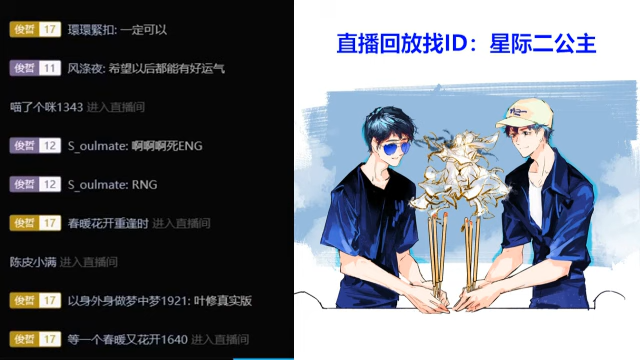 俊哲 17 環環緊扣: 一定可以
俊哲 11 风涤夜: 希望以后都能有好运气
喵了个咪1343 进入直播间
俊哲 12 S_oulmate: 啊啊啊死ENG
俊哲 12 S_oulmate: RNG
俊哲 17 春暖花开重逢时 进入直播间
陈皮小满 进入直播间
俊哲 17 以身外身做梦中梦1921: 叶修真实版
俊哲 17 等一个春暖又花开1640 进入直播间
直播回放找ID：星际二公主